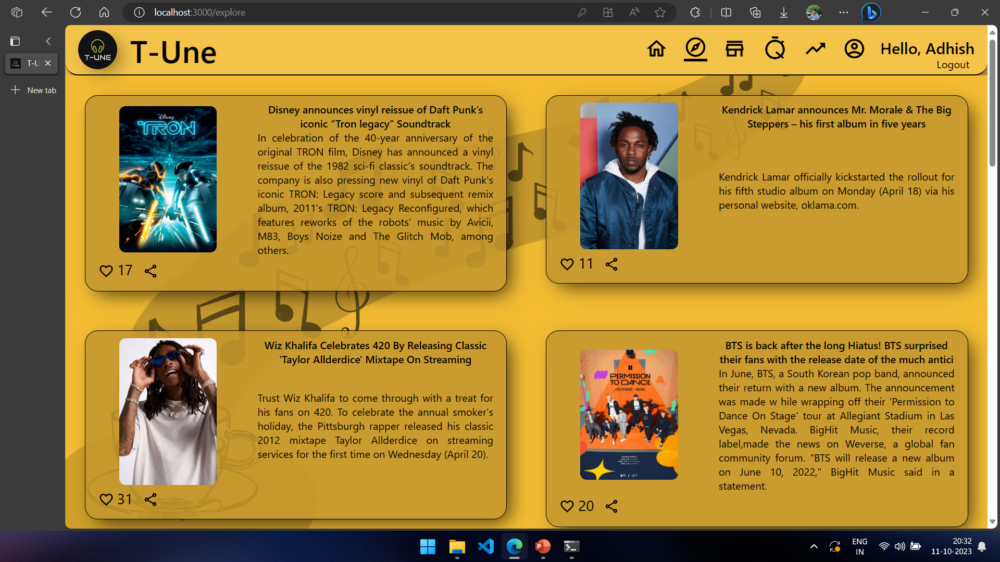 localhost:3000/explore
T-U
New tab
T-UNE
T-Une
Hello, Adhish
Logout
Disney announces vinyl reissue of Daft Punk’s
iconic “Tron legacy” Soundtrack
In celebration of the 40-year anniversary of the
original TRON film, Disney has announced a vinyl
reissue of the 1982 sci-fi classic's soundtrack. The
company is also pressing new vinyl of Daft Punk's
iconic TRON: Legacy score and subsequent remix
album, 2011's TRON: Legacy Reconfigured, which
features reworks of the robots' music by Avicii,
M83, Boys Noize and The Glitch Mob, among
others.
DISNEY
TRON
LEGACY
17
Kendrick Lamar announces Mr. Morale & The Big
Steppers – his first album in five years
Kendrick Lamar officially kickstarted the rollout for
his fifth studio album on Monday (April 18) via his
personal website, oklama.com.
11
Wiz Khalifa Celebrates 420 By Releasing Classic
'Taylor Allderdice' Mixtape On Streaming
Trust Wiz Khalifa to come through with a treat for
his fans on 420. To celebrate the annual smoker’s
holiday, the Pittsburgh rapper released his classic
2012 mixtape Taylor Allderdice on streaming
services for the first time on Wednesday (April 20).
31
BTS is back after the long Hiatus! BTS surprised
their fans with the release date of the much antici
In June, BTS, a South Korean pop band, announced
their return with a new album. The announcement
was made w hile wrapping off their 'Permission to
Dance On Stage' tour at Allegiant Stadium in Las
Vegas, Nevada. BigHit Music, their record
label,made the news on Weverse, a global fan
community forum. "BTS will release a new album
on June 10, 2022," BigHit Music said in a
statement.
PERMISSION
TO DANCE
ON STAGE - SEOUL
20
ENG
IN
20:32
11-10-2023